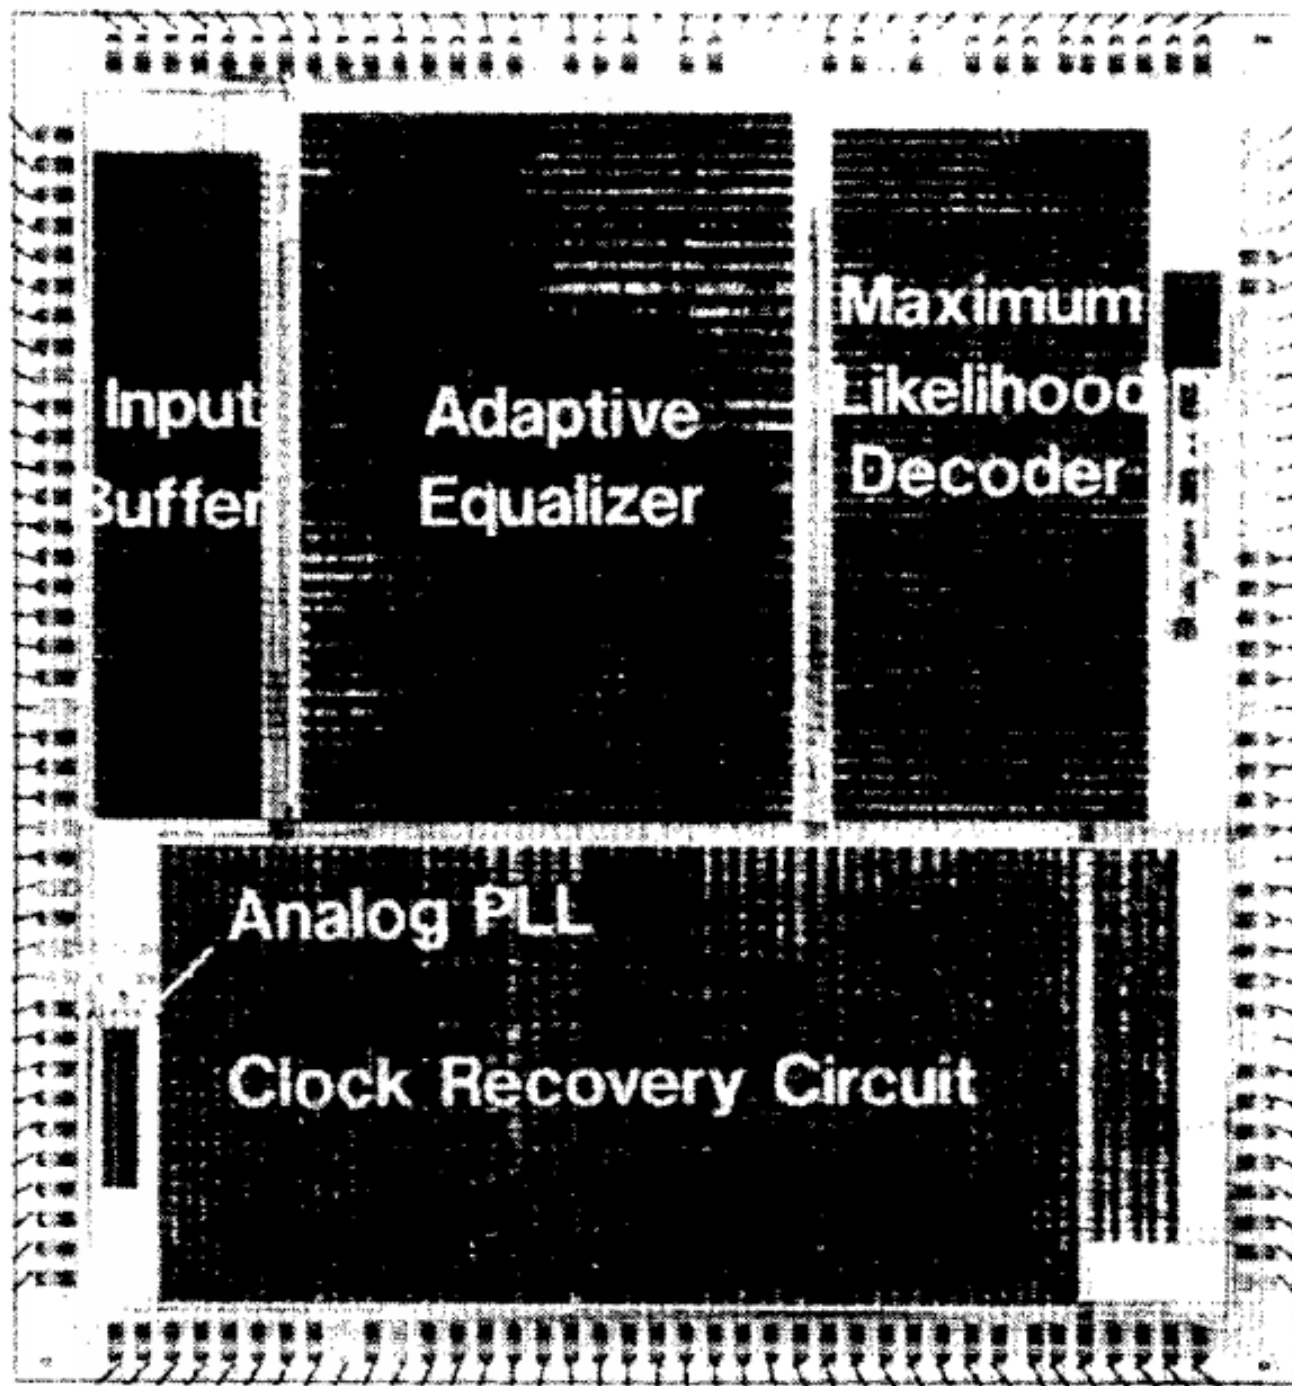 Input
Buffer
Adaptive
Equalizer
Maximum
Likelihood
Decoder
Analog PLL
Clock Recovery Circuit